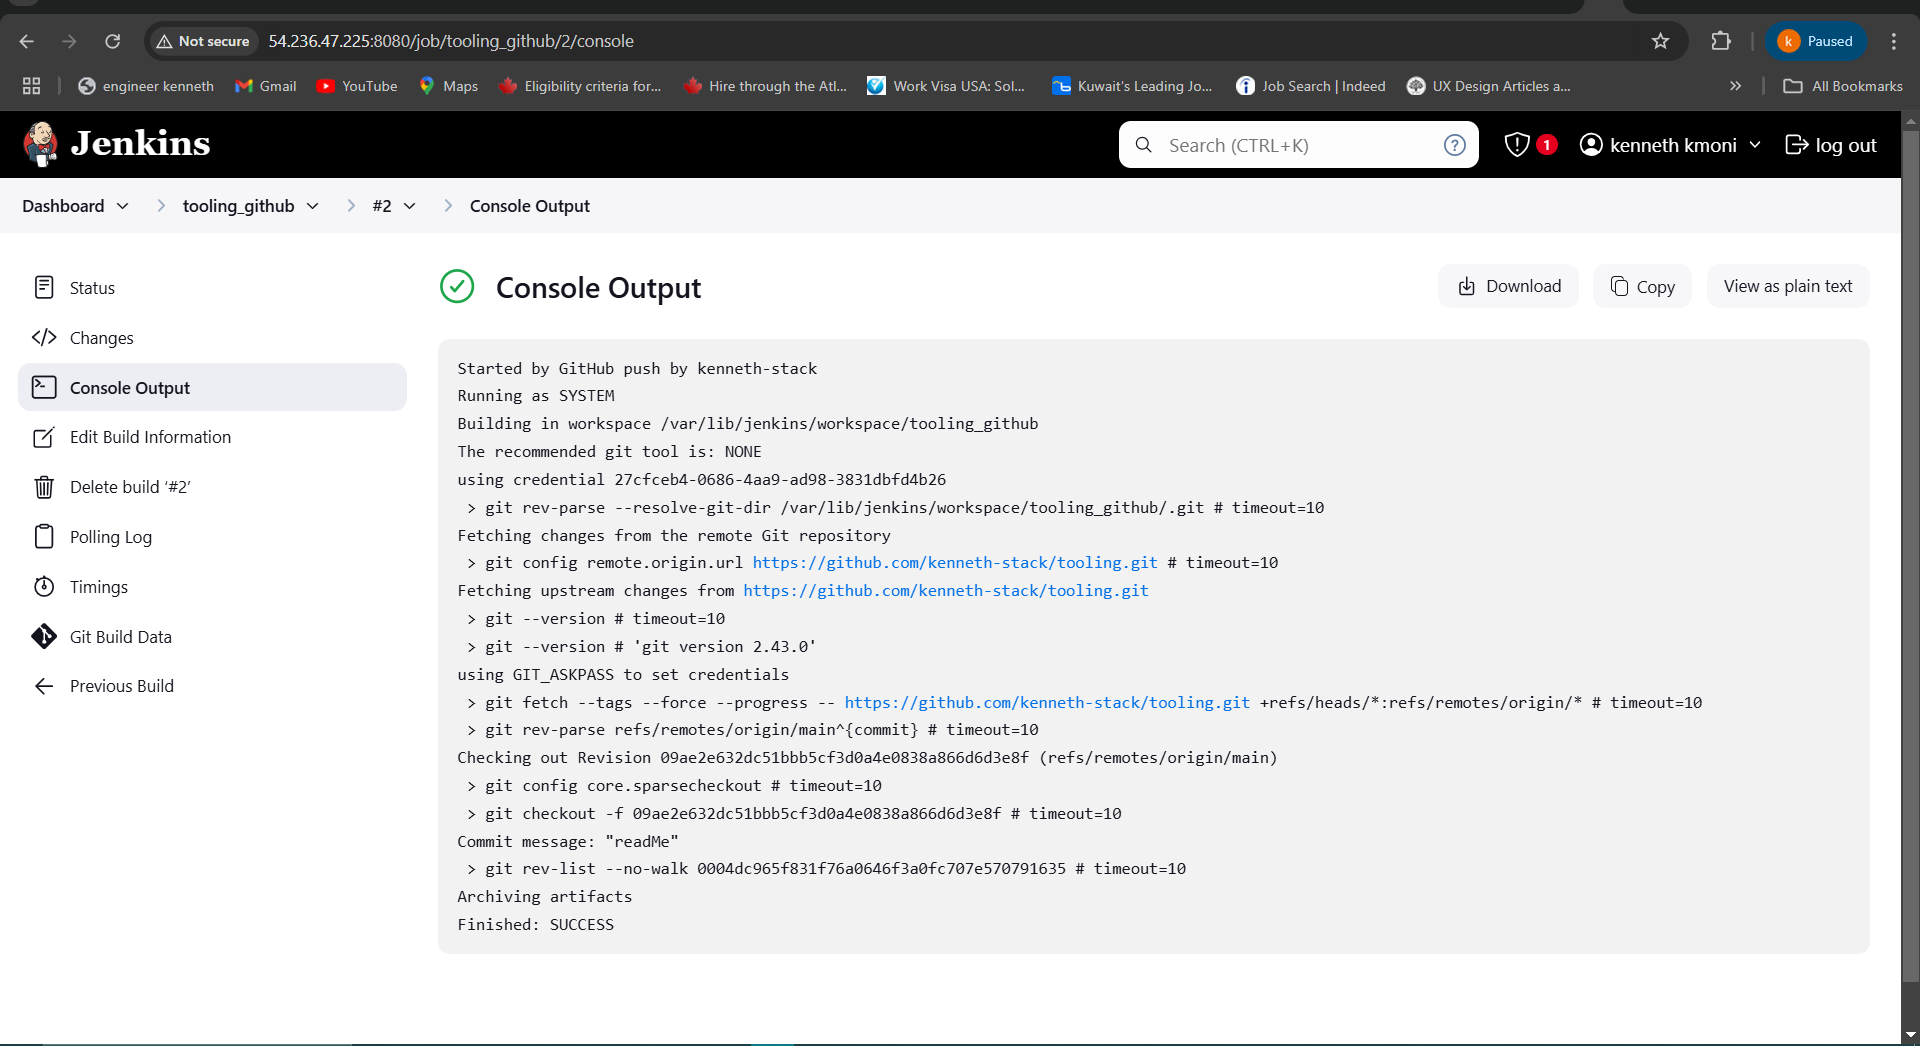 Not secure 54.236.47.225:8080/job/tooling_github/2/console k Paused
engineer kenneth Gmail YouTube Maps Eligibility criteria for... Hire through the Atl... Work Visa USA: Sol... Kuwait's Leading Jo... Job Search | Indeed UX Design Articles a... » All Bookmarks
Jenkins Search (CTRL+K) ? 1 kenneth kmoni log out
Dashboard tooling_github #2 Console Output
Status
Changes
Console Output
Edit Build Information
Delete build ‘#2’
Polling Log
Timings
Git Build Data
Previous Build
Console Output Download Copy View as plain text
Started by GitHub push by kenneth-stack
Running as SYSTEM
Building in workspace /var/lib/jenkins/workspace/tooling_github
The recommended git tool is: NONE
using credential 27cfceb4-0686-4aa9-ad98-3831dbfd4b26
> git rev-parse --resolve-git-dir /var/lib/jenkins/workspace/tooling_github/.git # timeout=10
Fetching changes from the remote Git repository
> git config remote.origin.url https://github.com/kenneth-stack/tooling.git # timeout=10
Fetching upstream changes from https://github.com/kenneth-stack/tooling.git
> git --version # timeout=10
> git --version # 'git version 2.43.0'
using GIT_ASKPASS to set credentials
> git fetch --tags --force --progress -- https://github.com/kenneth-stack/tooling.git +refs/heads/*:refs/remotes/origin/* # timeout=10
> git rev-parse refs/remotes/origin/main^{commit} # timeout=10
Checking out Revision 09ae2e632dc51bbb5cf3d0a4e0838a866d6d3e8f (refs/remotes/origin/main)
> git config core.sparsecheckout # timeout=10
> git checkout -f 09ae2e632dc51bbb5cf3d0a4e0838a866d6d3e8f # timeout=10
Commit message: "readMe"
> git rev-list --no-walk 0004dc965f831f76a0646f3a0fc707e570791635 # timeout=10
Archiving artifacts
Finished: SUCCESS